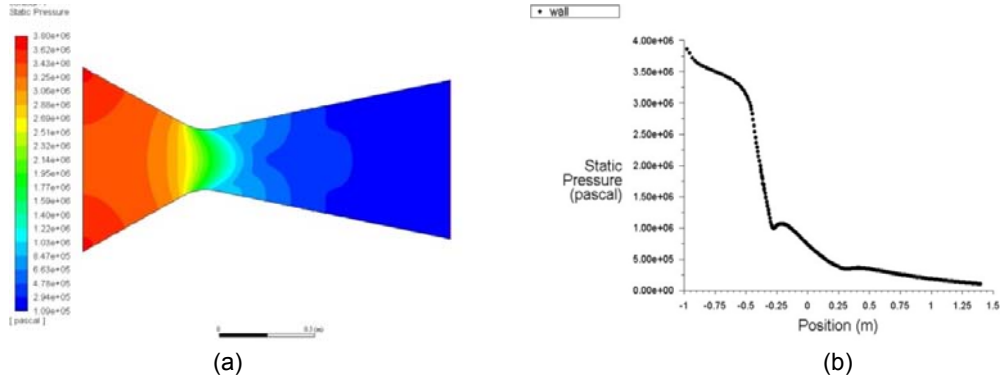 Static Pressure
3.80e+06
3.62e+06
3.43e+06
3.25e+06
3.06e+06
2.88e+06
2.69e+06
2.51e+06
2.32e+06
2.14e+06
1.95e+06
1.77e+06
1.59e+06
1.40e+06
1.22e+06
1.03e+06
8.47e+05
6.63e+05
4.78e+05
2.94e+05
1.09e+05
[ pascal ]
0
(a)
wall
4.00e+06
3.50e+06
3.00e+06
2.50e+06
2.00e+06
1.50e+06
1.00e+06
5.00e+05
0.00e+00
Static
Pressure
(pascal)
-1 -0.75 -0.5 -0.25 0 0.25 0.5 0.75 1 1.25 1.5
Position (m)
(b)